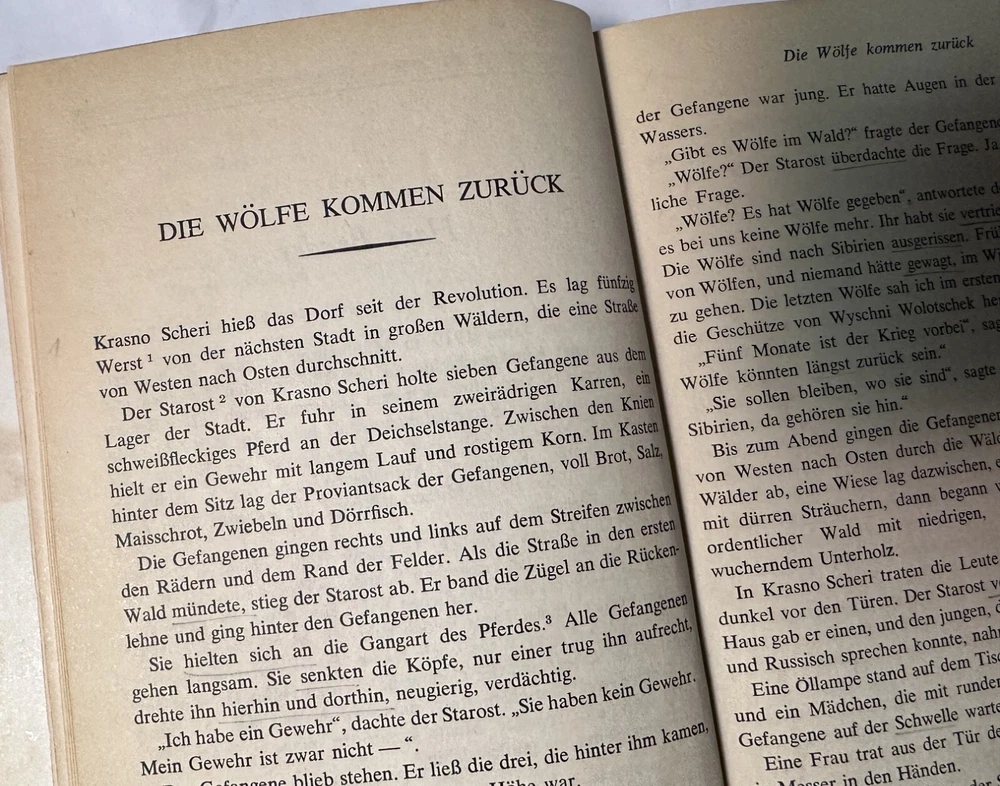 DIE WÖLFE KOMMEN ZURÜCK
Krasno Scheri hieß das Dorf seit der Revolution. Es lag fünfzig
Werst ¹ von der nächsten Stadt in großen Wäldern, die eine Straße
von Westen nach Osten durchschnitt.
Der Starost ² von Krasno Scheri holte sieben Gefangene aus dem
Lager der Stadt. Er fuhr in seinem zweirädrigen Karren, ein
schweißfleckiges Pferd an der Deichselstange. Zwischen den Knien
hielt er ein Gewehr mit langem Lauf und rostigem Korn. Im Kasten
hinter dem Sitz lag der Proviantsack der Gefangenen, voll Brot, Salz,
Maisschrot, Zwiebeln und Dörrfisch.
Die Gefangenen gingen rechts und links auf dem Streifen zwischen
den Rädern und dem Rand der Felder. Als die Straße in den ersten
Wald mündete, stieg der Starost ab. Er band die Zügel an die Rücken-
lehne und ging hinter den Gefangenen her.
Sie hielten sich an die Gangart des Pferdes.³ Alle Gefangenen
gehen langsam. Sie senkten die Köpfe, nur einer trug ihn aufrecht,
drehte ihn hierhin und dorthin, neugierig, verdächtig.
„Ich habe ein Gewehr“, dachte der Starost. „Sie haben kein Gewehr.
Mein Gewehr ist zwar nicht — “.
Gefangene blieb stehen. Er ließ die drei, die hinter ihm kamen,
Höhe war.
Die Wölfe kommen zurück
der Gefangene war jung. Er hatte Augen in der
Wassers.
„Gibt es Wölfe im Wald?“ fragte der
„Wölfe?“ Der Starost überdachte die Frage.
liche Frage.
„Wölfe? Es hat Wölfe gegeben“, antwortete
es bei uns keine Wölfe mehr. Ihr habt sie
Die Wölfe sind nach Sibirien ausgerissen.
von Wölfen, und niemand hätte gewagt, im
zu gehen. Die letzten Wölfe sah ich im ersten
die Geschütze von Wyschni Wolotschek
„Fünf Monate ist der Krieg vorbei“,
Wölfe könnten längst zurück sein.“
„Sie sollen bleiben, wo sie sind“, sagte
Sibirien, da gehören sie hin.“
Bis zum Abend gingen die Gefangenen
von Westen nach Osten durch die
Wälder ab, eine Wiese lag dazwischen,
mit dürren Sträuchern, dann begann
ordentlicher Wald mit niedrigen,
wucherndem Unterholz.
In Krasno Scheri traten die Leute
dunkel vor den Türen. Der Starost
Haus gab er einen, und den jungen,
und Russisch sprechen konnte,
Eine Öllampe stand auf dem
und ein Mädchen, die mit
Gefangene auf der Schwelle
Eine Frau trat aus der Tür
Messer in den Händen.